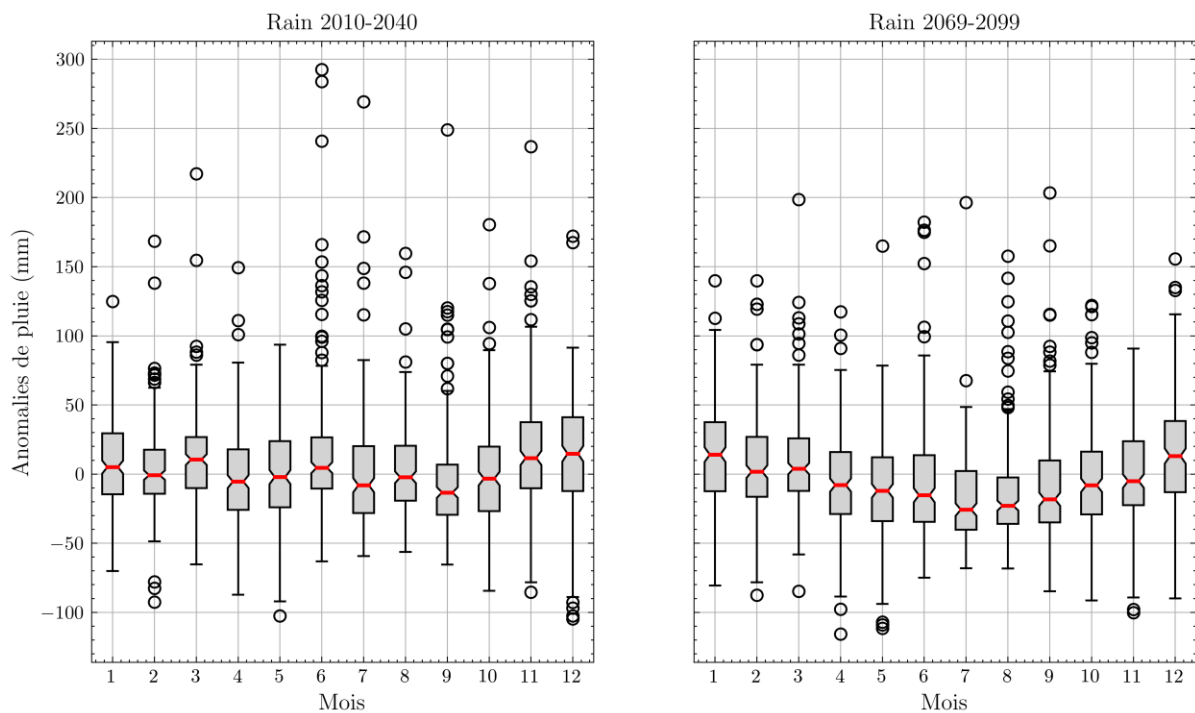 Rain 2010-2040
Rain 2069-2099
Anomalies de pluie (mm)
300
250
200
150
100
50
0
−50
−100
1 2 3 4 5 6 7 8 9 10 11 12
Mois
1 2 3 4 5 6 7 8 9 10 11 12
Mois